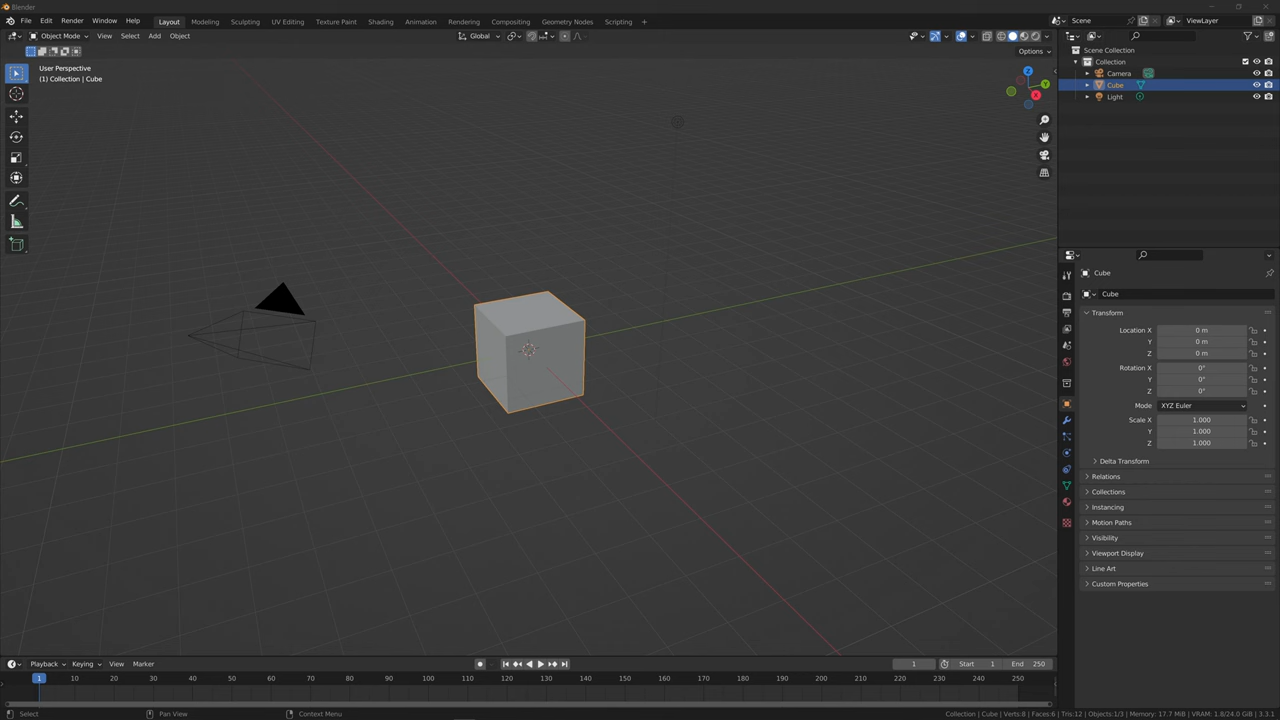 Blender
File Edit Render Window Help Layout Modeling Sculpting UV Editing Texture Paint Shading Animation Rendering Compositing Geometry Nodes Scripting + Scene ViewLayer
Object Mode View Select Add Object Global
Options
User Perspective
(1) Collection | Cube
Z
Y
X
Scene Collection
Collection
Camera
Cube
Light
Cube
Cube
Transform
Location X 0 m
Y 0 m
Z 0 m
Rotation X 0°
Y 0°
Z 0°
Mode XYZ Euler
Scale X 1.000
Y 1.000
Z 1.000
Delta Transform
Relations
Collections
Instancing
Motion Paths
Visibility
Viewport Display
Line Art
Custom Properties
Playback Keying View Marker 1 Start 1 End 250
1 10 20 30 40 50 60 70 80 90 100 110 120 130 140 150 160 170 180 190 200 210 220 230 240 250
Select Pan View Context Menu Collection | Cube | Verts:8 | Faces:6 | Tris:12 | Objects:1/3 | Memory: 17.7 MiB | VRAM: 1.8/24.0 GiB | 3.3.1